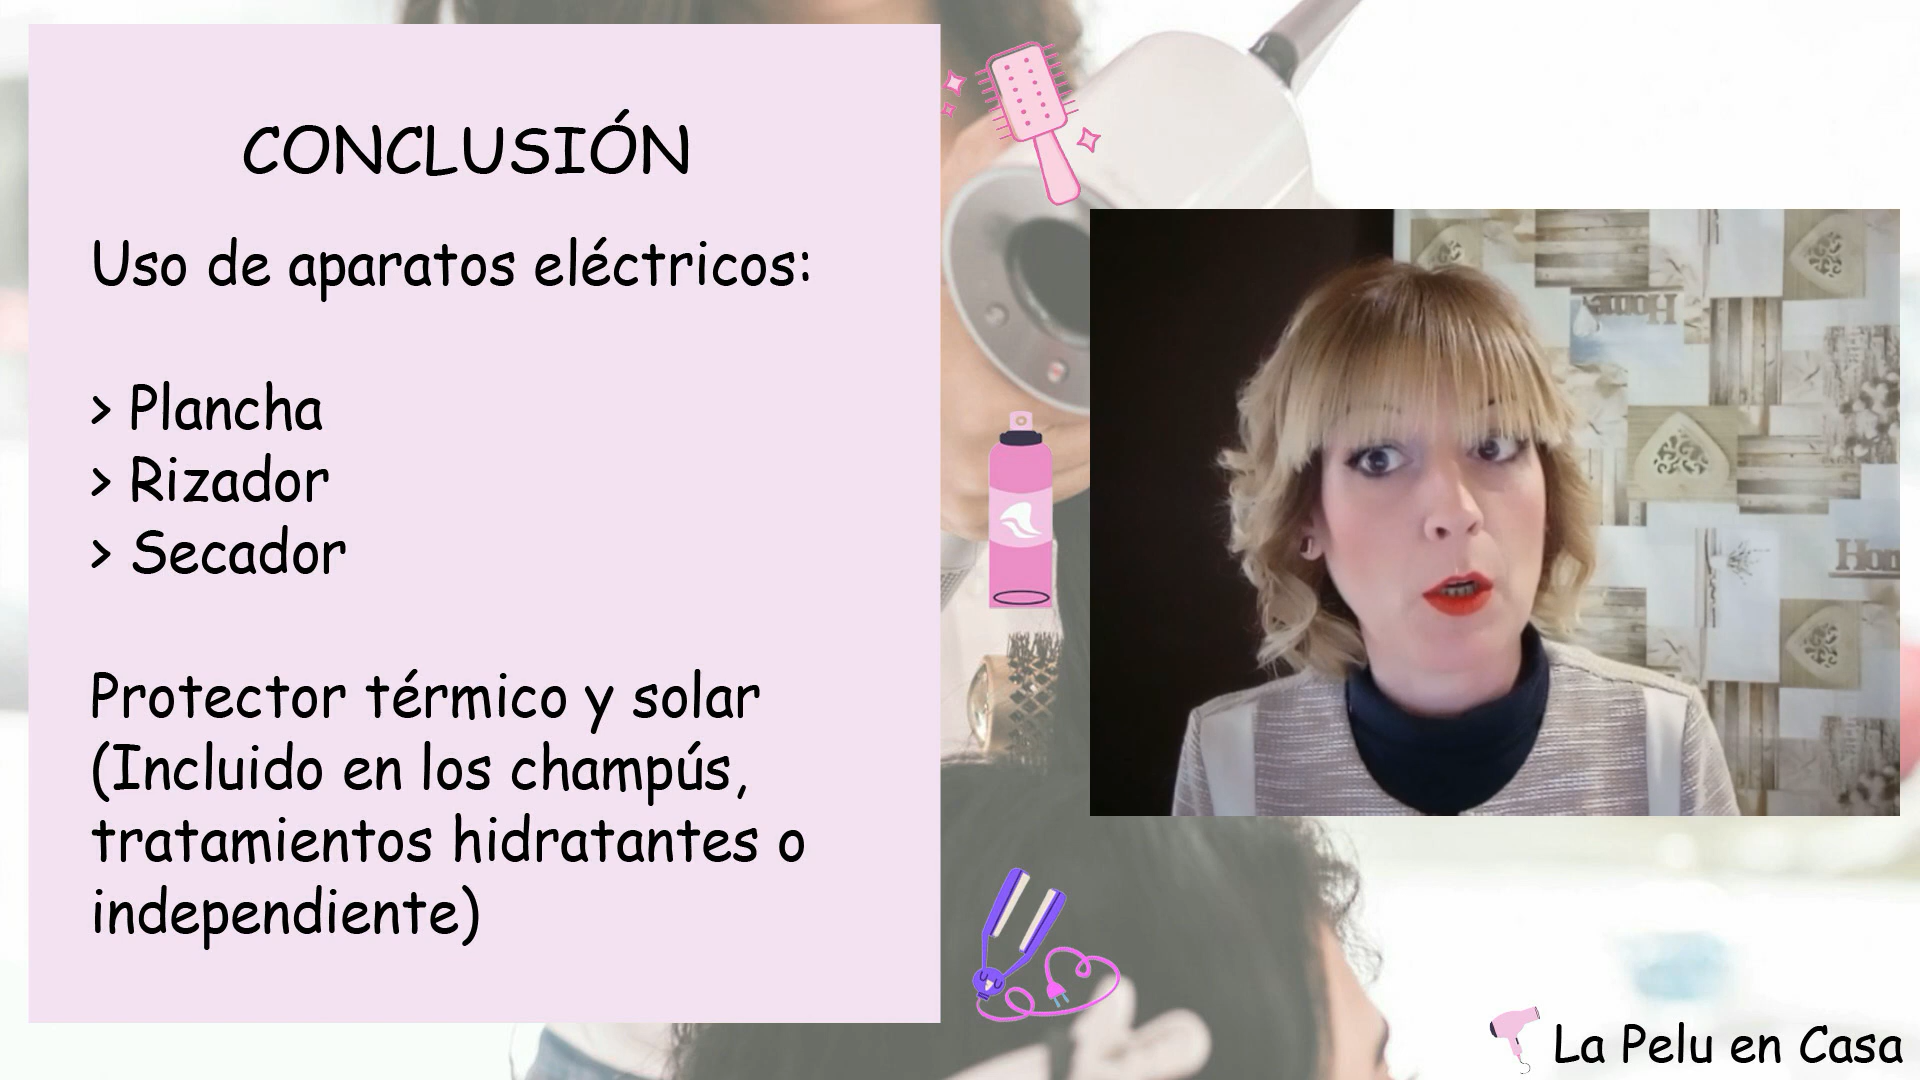 CONCLUSIÓN
Uso de aparatos eléctricos:
> Plancha
> Rizador
> Secador
Protector térmico y solar
(Incluido en los champús,
tratamientos hidratantes o
independiente)
La Pelu en Casa